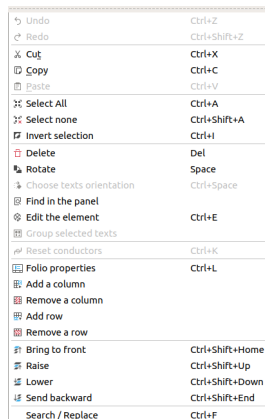 Undo Ctrl+Z
Redo Ctrl+Shift+Z
Cut Ctrl+X
Copy Ctrl+C
Paste Ctrl+V
Select All Ctrl+A
Select none Ctrl+Shift+A
Invert selection Ctrl+I
Delete Del
Rotate Space
Choose texts orientation Ctrl+Space
Find in the panel
Edit the element Ctrl+E
Group selected texts
Reset conductors Ctrl+K
Folio properties Ctrl+L
Add a column
Remove a column
Add row
Remove a row
Bring to front Ctrl+Shift+Home
Raise Ctrl+Shift+Up
Lower Ctrl+Shift+Down
Send backward Ctrl+Shift+End
Search / Replace Ctrl+F